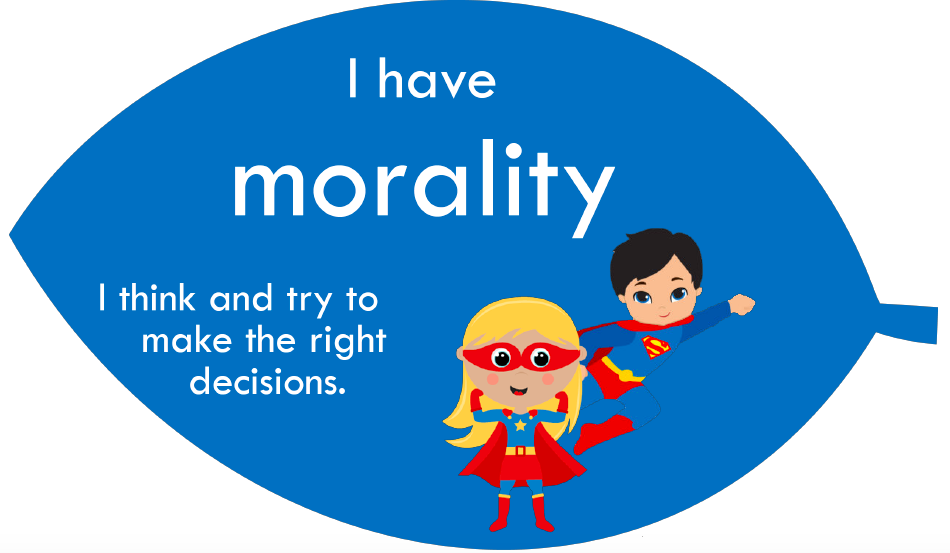 I have
morality
I think and try to
make the right
decisions.
S